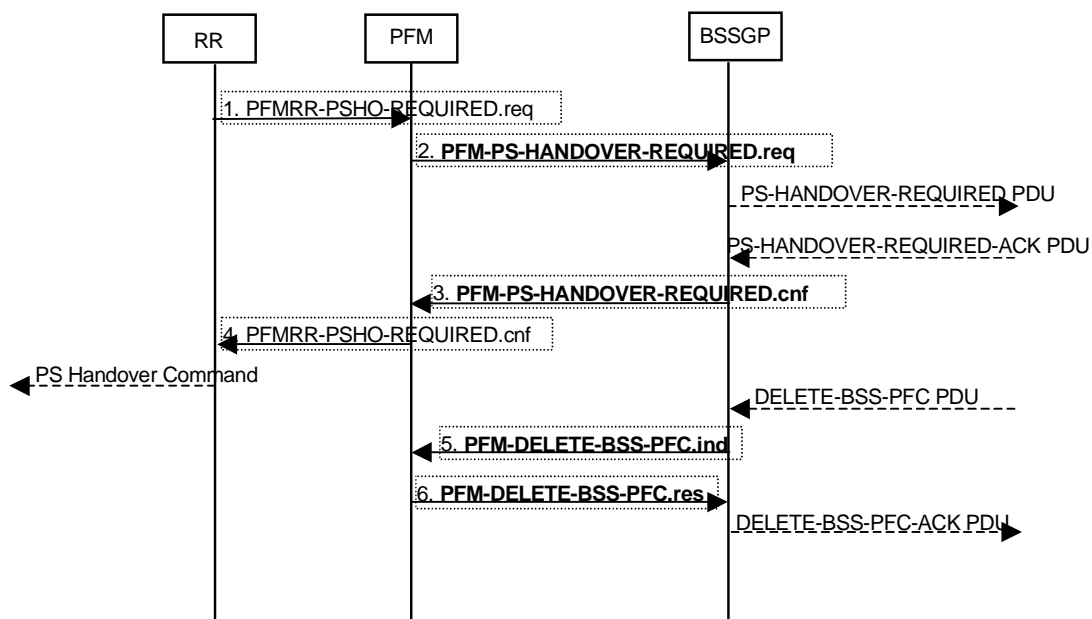 RR
PFM
BSSGP
1. PFMRR-PSHO-REQUIRED.req
2. PFM-PS-HANDOVER-REQUIRED.req
PS-HANDOVER-REQUIRED PDU
PS-HANDOVER-REQUIRED-ACK PDU
3. PFM-PS-HANDOVER-REQUIRED.cnf
4. PFMRR-PSHO-REQUIRED.cnf
PS Handover Command
DELETE-BSS-PFC PDU
5. PFM-DELETE-BSS-PFC.ind
6. PFM-DELETE-BSS-PFC.res
DELETE-BSS-PFC-ACK PDU